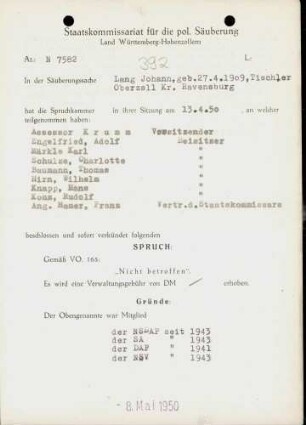 Staatskommissariat für die pol. Säuberung
Land Württemberg-Hohenzollern
Az: N 7582 392 L
In der Säuberungssache Lang Johann, geb. 27.4.1909, Tischler
Oberzell Kr. Ravensburg
hat die Spruchkammer in ihrer Sitzung am 13.4.50 , an welcher
teilgenommen haben:
Assessor Krumm Vorsitzender
Engelfried, Adolf Beisitzer
Märkle Karl "
Schulze, Charlotte "
Baumann, Thomas "
Hirn, Wilhelm "
Knapp, Hans "
Rudolf "
Ang. Franz Vertr.d.Staatskommissars
beschlossen und sofort verkündet folgenden
SPRUCH:
Gemäß VO. 165:
"Nicht betroffen".
Es wird eine Verwaltungsgebühr von DM / erhoben.
Gründe:
Der Obengenannte war Mitglied
der NSDAP seit 1943
der SA " 1943
der DAF " 1941
der NSV " 1943
- 8. Mai 1950